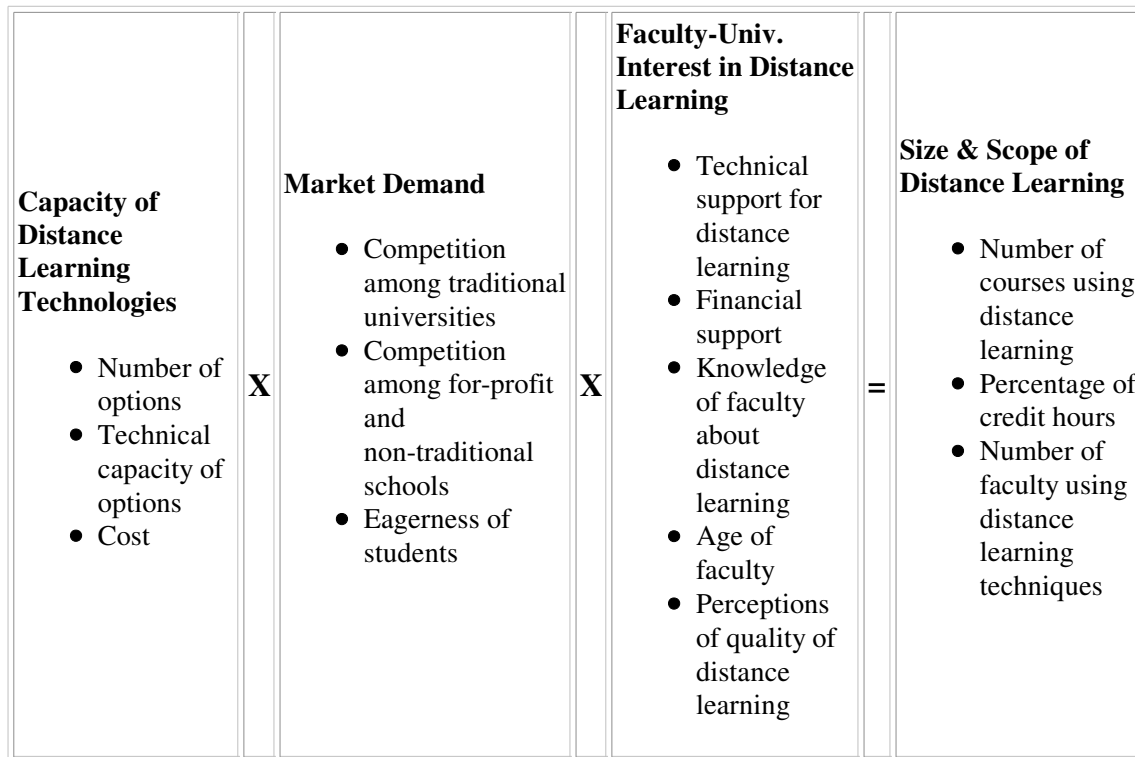 Capacity of
Distance
Learning
Technologies
● Number of
options
● Technical
capacity of
options
● Cost
X
Market Demand
● Competition
among traditional
universities
● Competition
among for-profit
and
non-traditional
schools
● Eagerness of
students
X
Faculty-Univ.
Interest in Distance
Learning
● Technical
support for
distance
learning
● Financial
support
● Knowledge
of faculty
about
distance
learning
● Age of
faculty
● Perceptions
of quality of
distance
learning
=
Size & Scope of
Distance Learning
● Number of
courses using
distance
learning
● Percentage of
credit hours
● Number of
faculty using
distance
learning
techniques